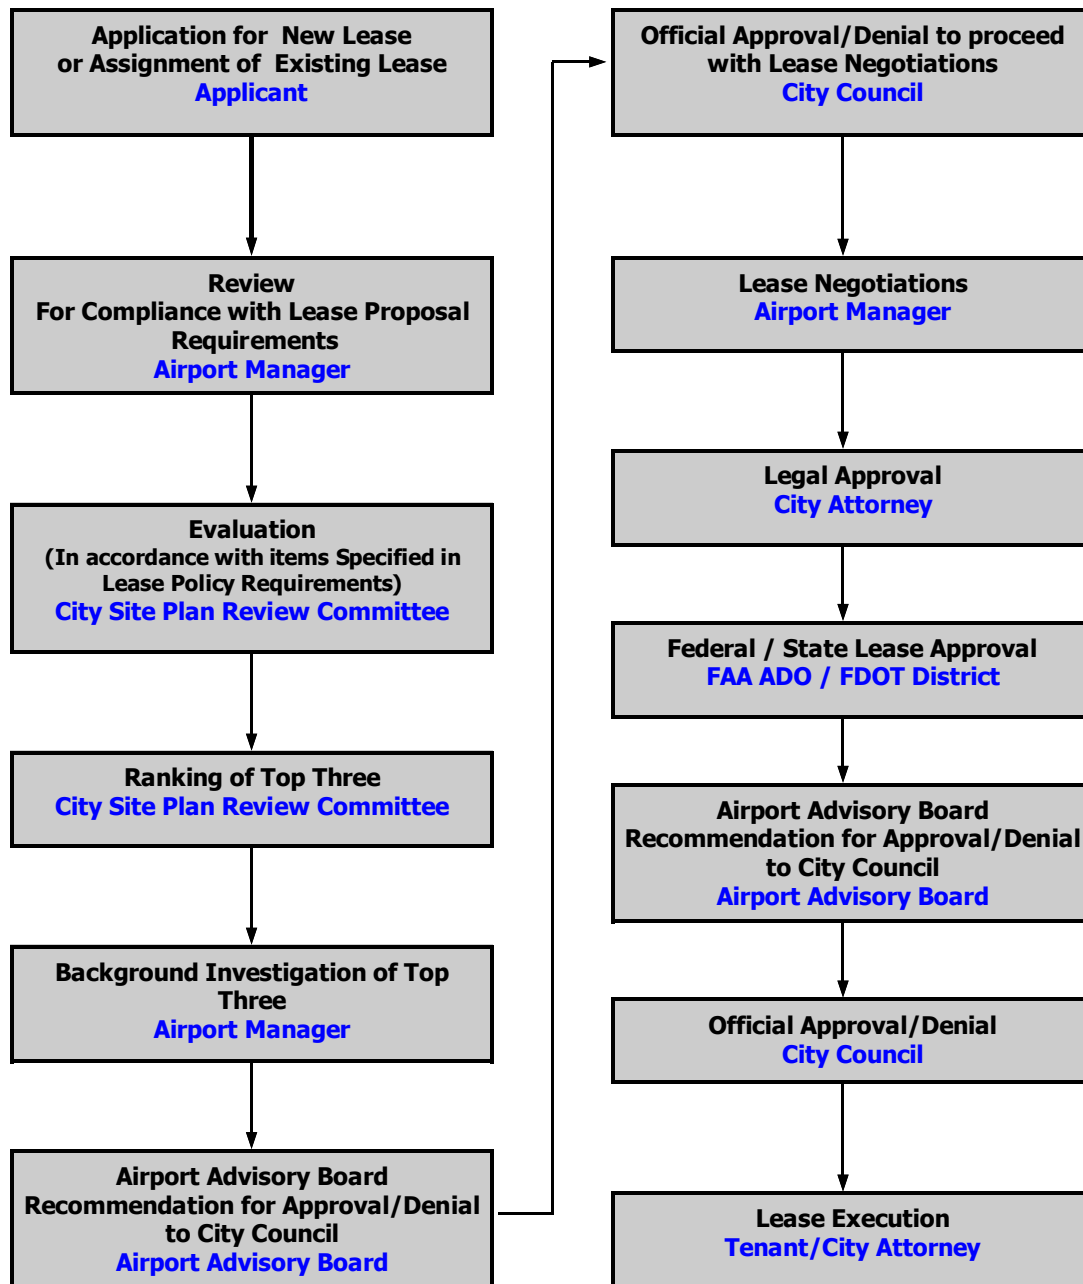 Application for New Lease
or Assignment of Existing Lease
Applicant
Review
For Compliance with Lease Proposal
Requirements
Airport Manager
Evaluation
(In accordance with items Specified in
Lease Policy Requirements)
City Site Plan Review Committee
Ranking of Top Three
City Site Plan Review Committee
Background Investigation of Top
Three
Airport Manager
Airport Advisory Board
Recommendation for Approval/Denial
to City Council
Airport Advisory Board
Official Approval/Denial to proceed
with Lease Negotiations
City Council
Lease Negotiations
Airport Manager
Legal Approval
City Attorney
Federal / State Lease Approval
FAA ADO / FDOT District
Airport Advisory Board
Recommendation for Approval/Denial
to City Council
Airport Advisory Board
Official Approval/Denial
City Council
Lease Execution
Tenant/City Attorney